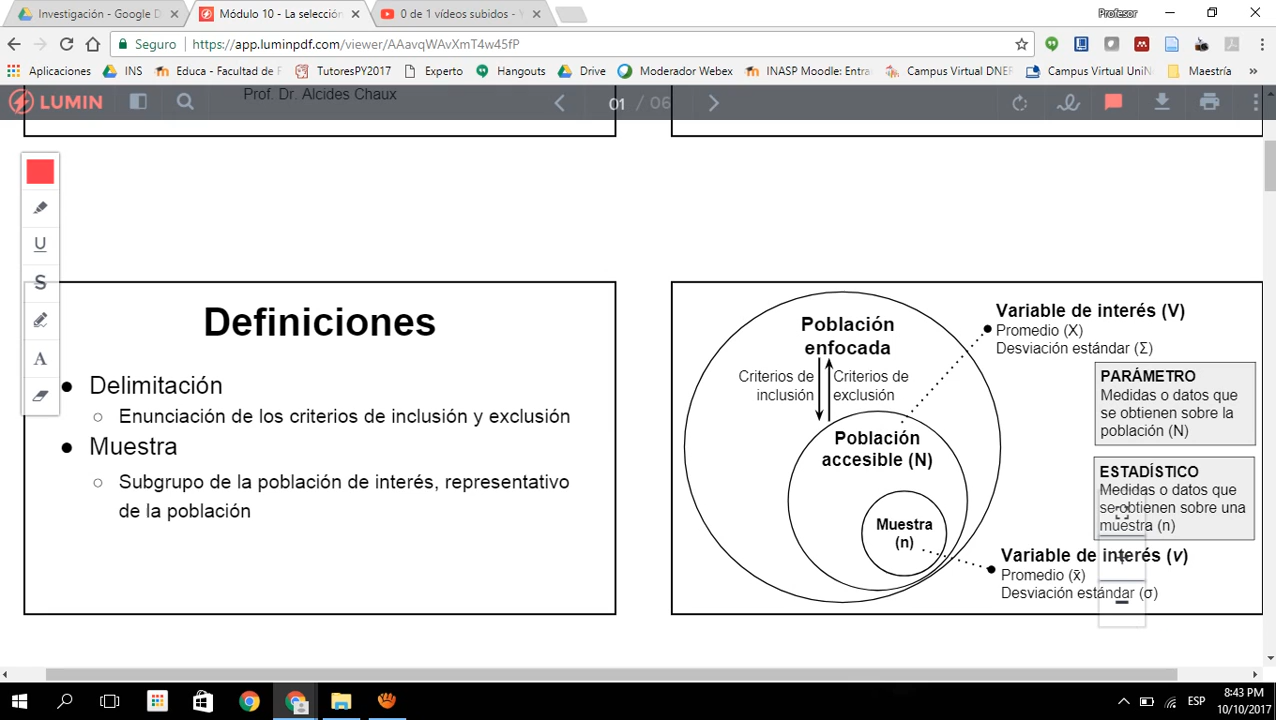 Investigación - Google D
Módulo 10 - La selección
0 de 1 vídeos subidos - Y
Profesor
Seguro
https://app.luminpdf.com/viewer/AAavqWAvXmT4w45fP
Aplicaciones
INS
Educa - Facultad de F
TutoresPY2017
Experto
Hangouts
Drive
Moderador Webex
INASP Moodle: Entra
Campus Virtual DNER
Campus Virtual UniN
Maestría
»
LUMIN
Prof. Dr. Alcides Chaux
01 / 06
U
S
A
Definiciones
● Delimitación
○ Enunciación de los criterios de inclusión y exclusión
● Muestra
○ Subgrupo de la población de interés, representativo
de la población
Población
enfocada
Criterios de
inclusión
Criterios de
exclusión
Población
accesible (N)
Muestra
(n)
Variable de interés (V)
Promedio (X)
Desviación estándar (Σ)
PARÁMETRO
Medidas o datos que
se obtienen sobre la
población (N)
ESTADÍSTICO
Medidas o datos que
se obtienen sobre una
muestra (n)
Variable de interés (v)
Promedio (x̄)
Desviación estándar (σ)
ESP
8:43 PM
10/10/2017